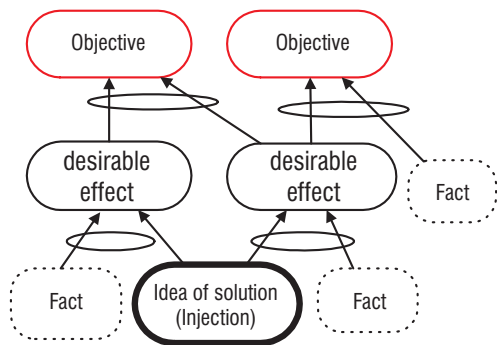 Objective
Objective
desirable
effect
desirable
effect
Fact
Fact
Idea of solution
(Injection)
Fact